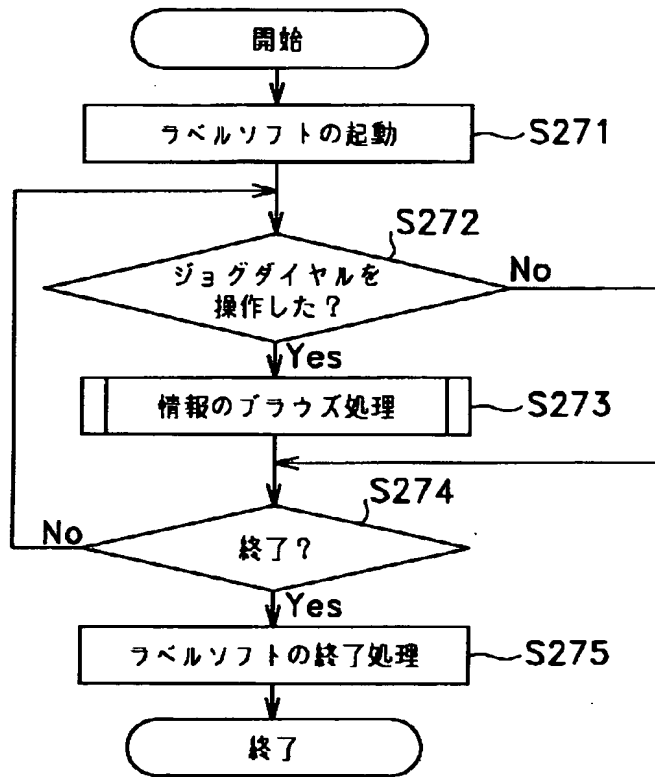 開始
ラベルソフトの起動
S271
S272
ジョグダイヤルを
操作した？
No
Yes
情報のブラウズ処理
S273
S274
No
終了？
Yes
ラベルソフトの終了処理
S275
終了